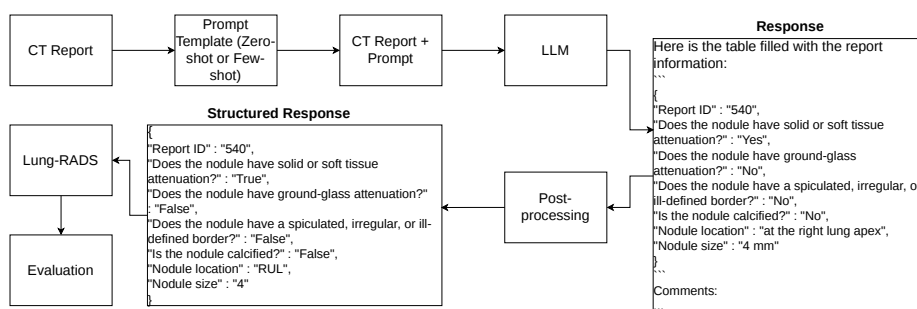 CT Report
Prompt
Template (Zero-
shot or Few-
shot)
CT Report +
Prompt
LLM
Response
Here is the table filled with the report
information:
```
{
"Report ID" : "540",
"Does the nodule have solid or soft tissue
attenuation?" : "Yes",
"Does the nodule have ground-glass
attenuation?" : "No",
"Does the nodule have a spiculated, irregular, or
ill-defined border?" : "No",
"Is the nodule calcified?" : "No",
"Nodule location" : "at the right lung apex",
"Nodule size" : "4 mm"
}
```
Comments:
Post-
processing
Structured Response
{
"Report ID" : "540",
"Does the nodule have solid or soft tissue
attenuation?" : "True",
"Does the nodule have ground-glass attenuation?"
: "False",
"Does the nodule have a spiculated, irregular, or ill-
defined border?" : "False",
"Is the nodule calcified?" : "False",
"Nodule location" : "RUL",
"Nodule size" : "4"
}
Lung-RADS
Evaluation